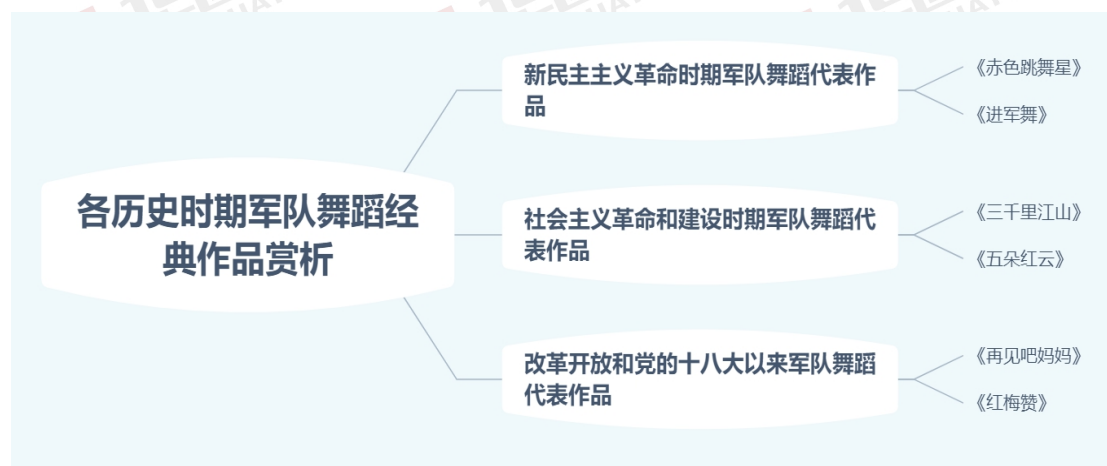 各历史时期军队舞蹈经
典作品赏析
新民主主义革命时期军队舞蹈代表作
品
《赤色跳舞星》
《进军舞》
社会主义革命和建设时期军队舞蹈代
表作品
《三千里江山》
《五朵红云》
改革开放和党的十八大以来军队舞蹈
代表作品
《再见吧妈妈》
《红梅赞》